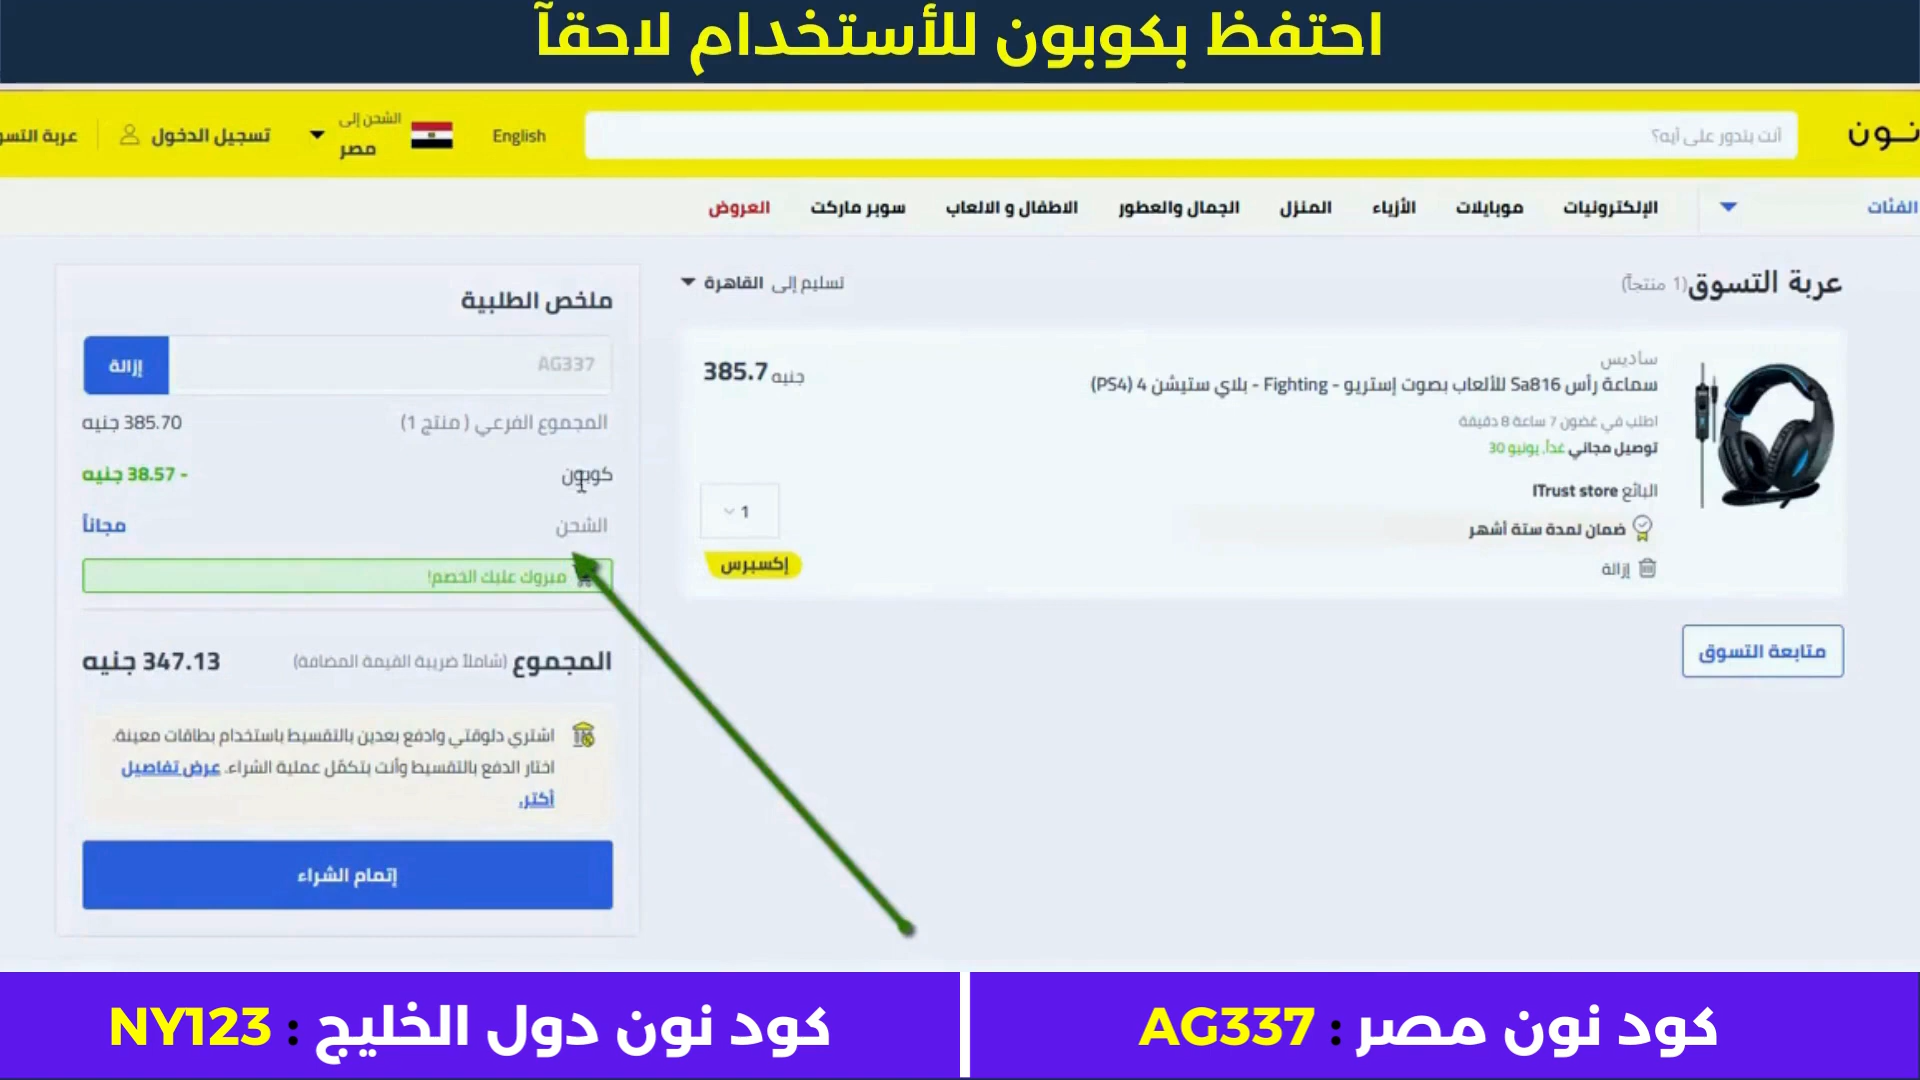 احتفظ بكوبون للأستخدام لاحقآ
نون
أنت بتدور على أيه؟
English
الشحن إلى
مصر
تسجيل الدخول
عربة
الفئات
الإلكترونيات
موبايلات
الأزياء
المنزل
الجمال والعطور
الاطفال و الالعاب
سوبر ماركت
العروض
عربة التسوق (1 منتجاً)
تسليم إلى القاهرة
ساديس
سماعة رأس Sa816 للألعاب بصوت إستريو - Fighting - بلاي ستيشن 4 (PS4)
جنيه 385.7
اطلب في غضون 7 ساعة 8 دقيقة
توصيل مجاني غداً, يونيو 30
البائع ITrust store
ضمان لمدة ستة أشهر
إزالة
1
إكسبرس
متابعة التسوق
ملخص الطلبية
AG337
إزالة
المجموع الفرعي ( منتج 1)
385.70 جنيه
كوبون
- 38.57 جنيه
الشحن
مجاناً
مبروك عليك الخصم!
المجموع (شاملاً ضريبة القيمة المضافة)
347.13 جنيه
اشتري دلوقتي وادفع بعدين بالتقسيط باستخدام بطاقات معينة.
اختار الدفع بالتقسيط وأنت بتكمّل عملية الشراء. عرض تفاصيل
أكتر.
إتمام الشراء
كود نون مصر : AG337
كود نون دول الخليج : NY123